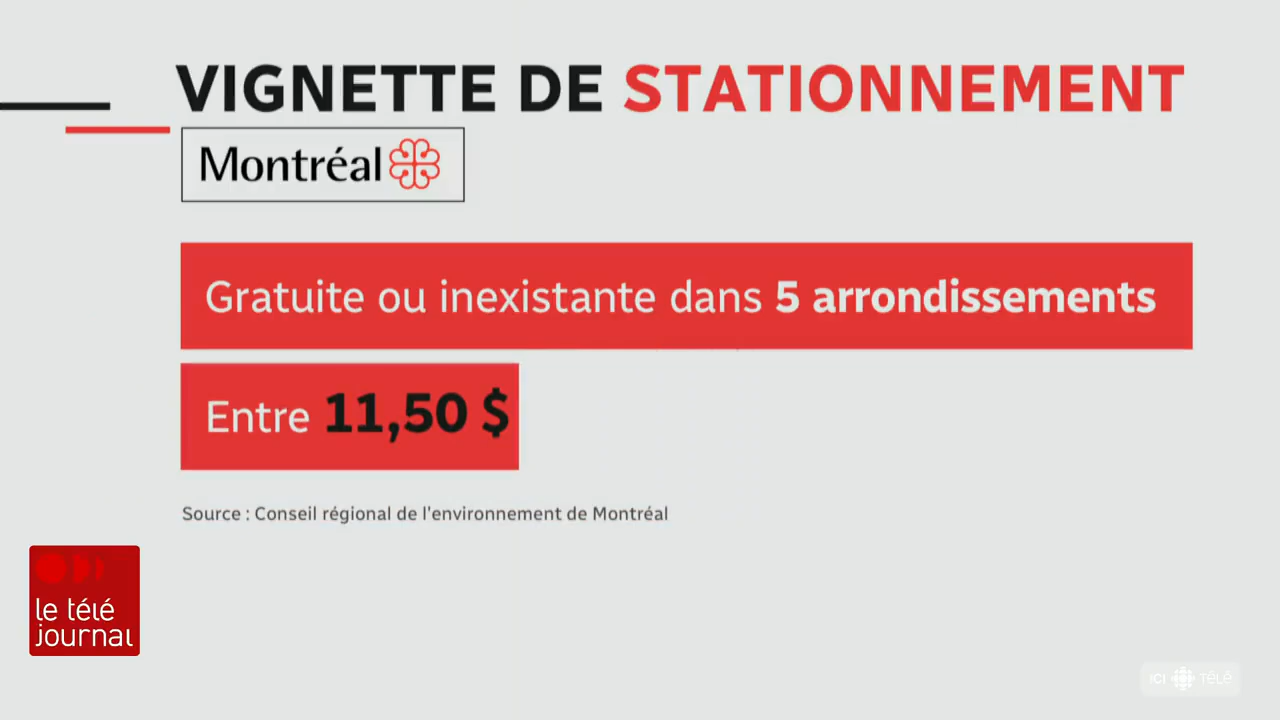 VIGNETTE DE STATIONNEMENT
Montréal
Gratuite ou inexistante dans 5 arrondissements
Entre 11,50 $
Source : Conseil régional de l'environnement de Montréal
le télé
journal
ICI TÉLÉ